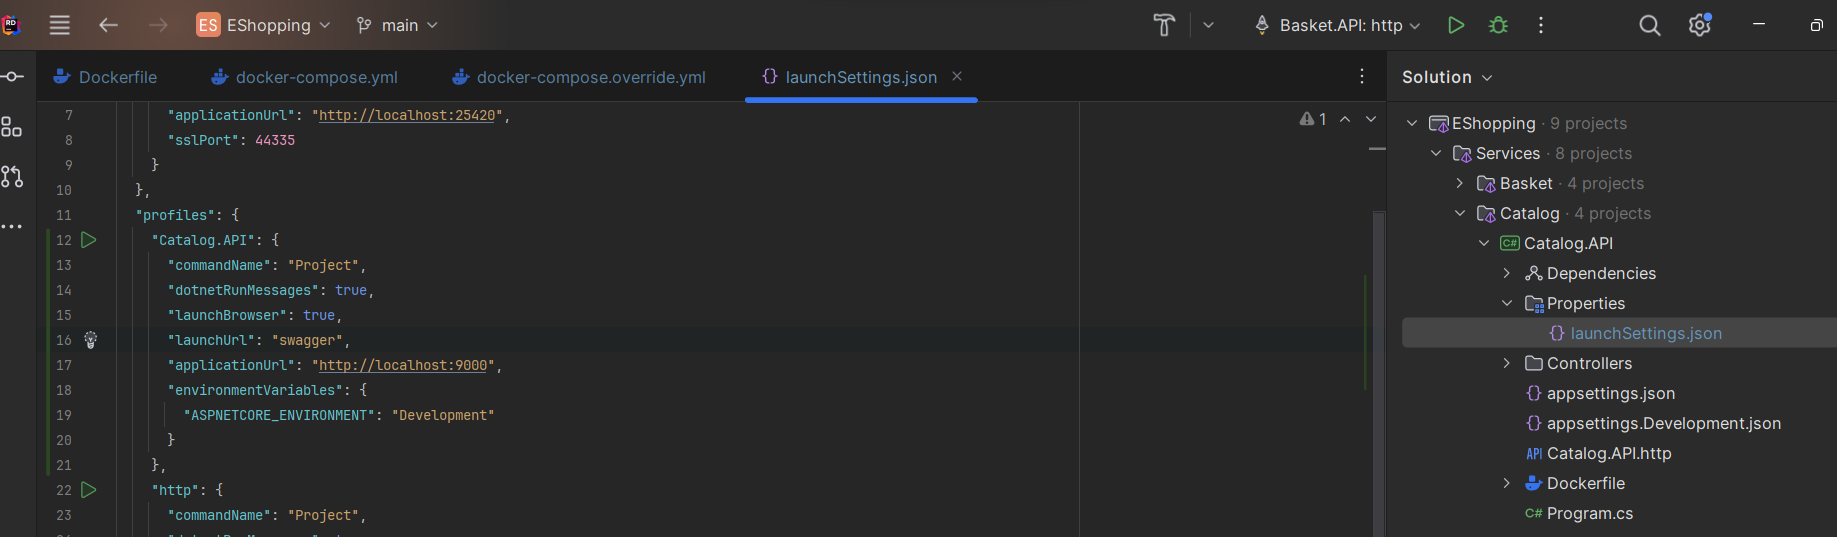 RD ES EShopping main Basket.API: http
Dockerfile docker-compose.yml docker-compose.override.yml launchSettings.json
Solution
7 "applicationUrl": "http://localhost:25420",
8 "sslPort": 44335
9 }
10 },
11 "profiles": {
12 "Catalog.API": {
13 "commandName": "Project",
14 "dotnetRunMessages": true,
15 "launchBrowser": true,
16 "launchUrl": "swagger",
17 "applicationUrl": "http://localhost:9000",
18 "environmentVariables": {
19 "ASPNETCORE_ENVIRONMENT": "Development"
20 }
21 },
22 "http": {
23 "commandName": "Project",
1
EShopping · 9 projects
Services · 8 projects
Basket · 4 projects
Catalog · 4 projects
C# Catalog.API
Dependencies
Properties
{} launchSettings.json
Controllers
{} appsettings.json
{} appsettings.Development.json
API Catalog.API.http
Dockerfile
C# Program.cs